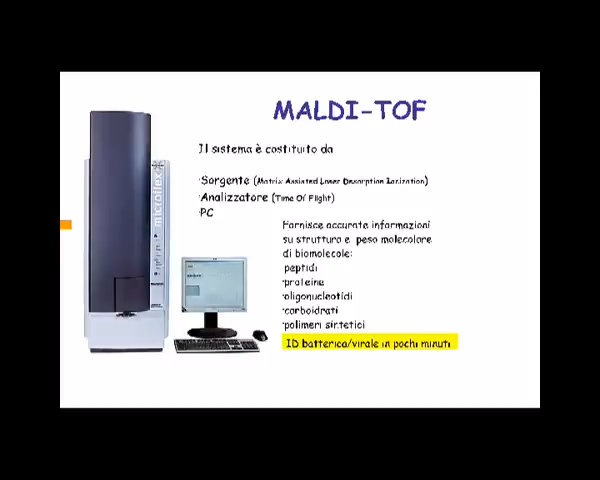 MALDI-TOF
Il sistema è costituito da
•Sorgente (Matrix Assisted Laser Desorption Ionization)
•Analizzatore (Time Of Flight)
•PC
Fornisce accurate informazioni
su struttura e peso molecolare
di biomolecole:
•peptidi
•proteine
•oligonucleotidi
•carboidrati
•polimeri sintetici
ID batterica/virale in pochi minuti
microflex